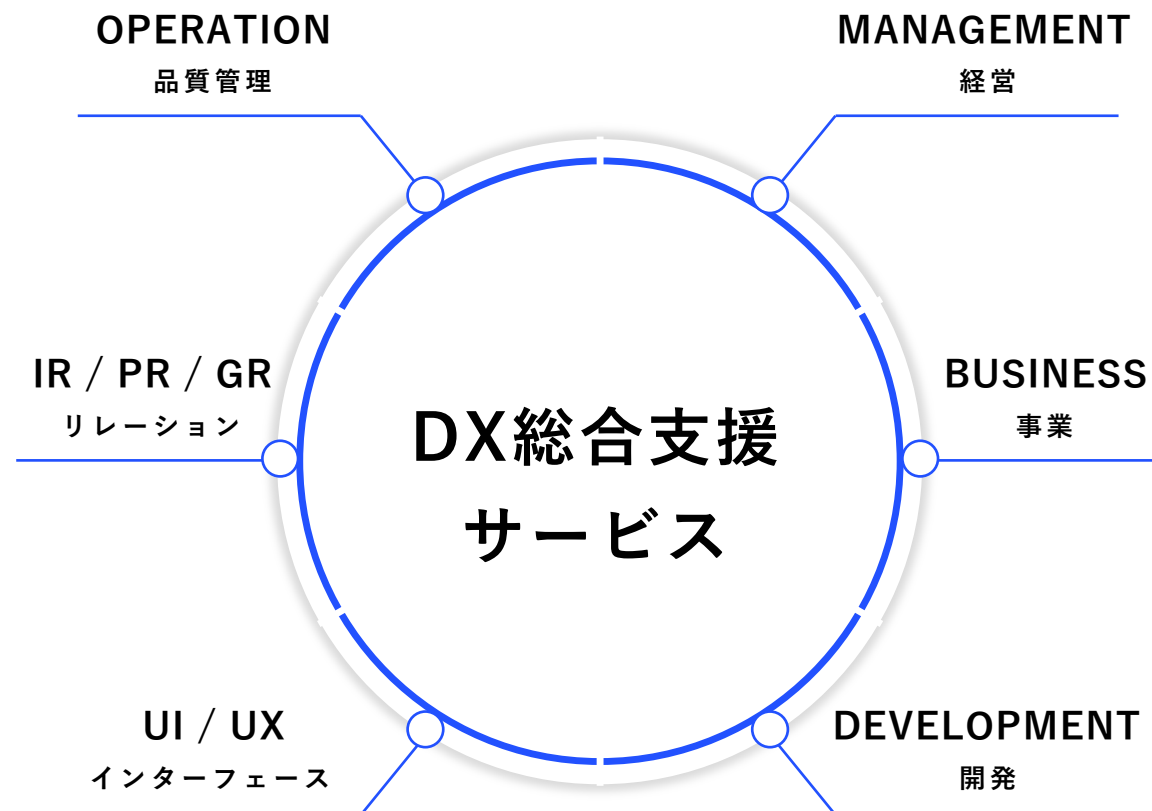 OPERATION
品質管理
MANAGEMENT
経営
IR / PR / GR
リレーション
BUSINESS
事業
DX総合支援
サービス
UI / UX
インターフェース
DEVELOPMENT
開発